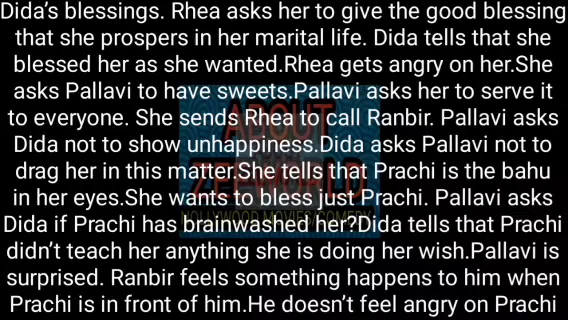 Dida’s blessings. Rhea asks her to give the good blessing
that she prospers in her marital life. Dida tells that she
blessed her as she wanted.Rhea gets angry on her.She
asks Pallavi to have sweets.Pallavi asks her to serve it
to everyone. She sends Rhea to call Ranbir. Pallavi asks
Dida not to show unhappiness.Dida asks Pallavi not to
drag her in this matter.She tells that Prachi is the bahu
in her eyes.She wants to bless just Prachi. Pallavi asks
Dida if Prachi has brainwashed her?Dida tells that Prachi
didn’t teach her anything she is doing her wish.Pallavi is
surprised. Ranbir feels something happens to him when
Prachi is in front of him.He doesn’t feel angry on Prachi
ABOUT
ZEEWORLD